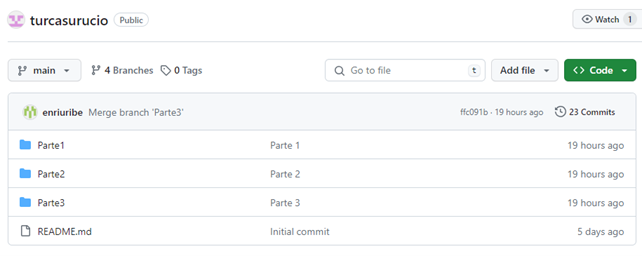 turcasurucio Public Watch 1
main 4 Branches 0 Tags Go to file t Add file <> Code
enriuribe Merge branch 'Parte3' ffc091b · 19 hours ago 23 Commits
Parte1 Parte 1 19 hours ago
Parte2 Parte 2 19 hours ago
Parte3 Parte 3 19 hours ago
README.md Initial commit 5 days ago